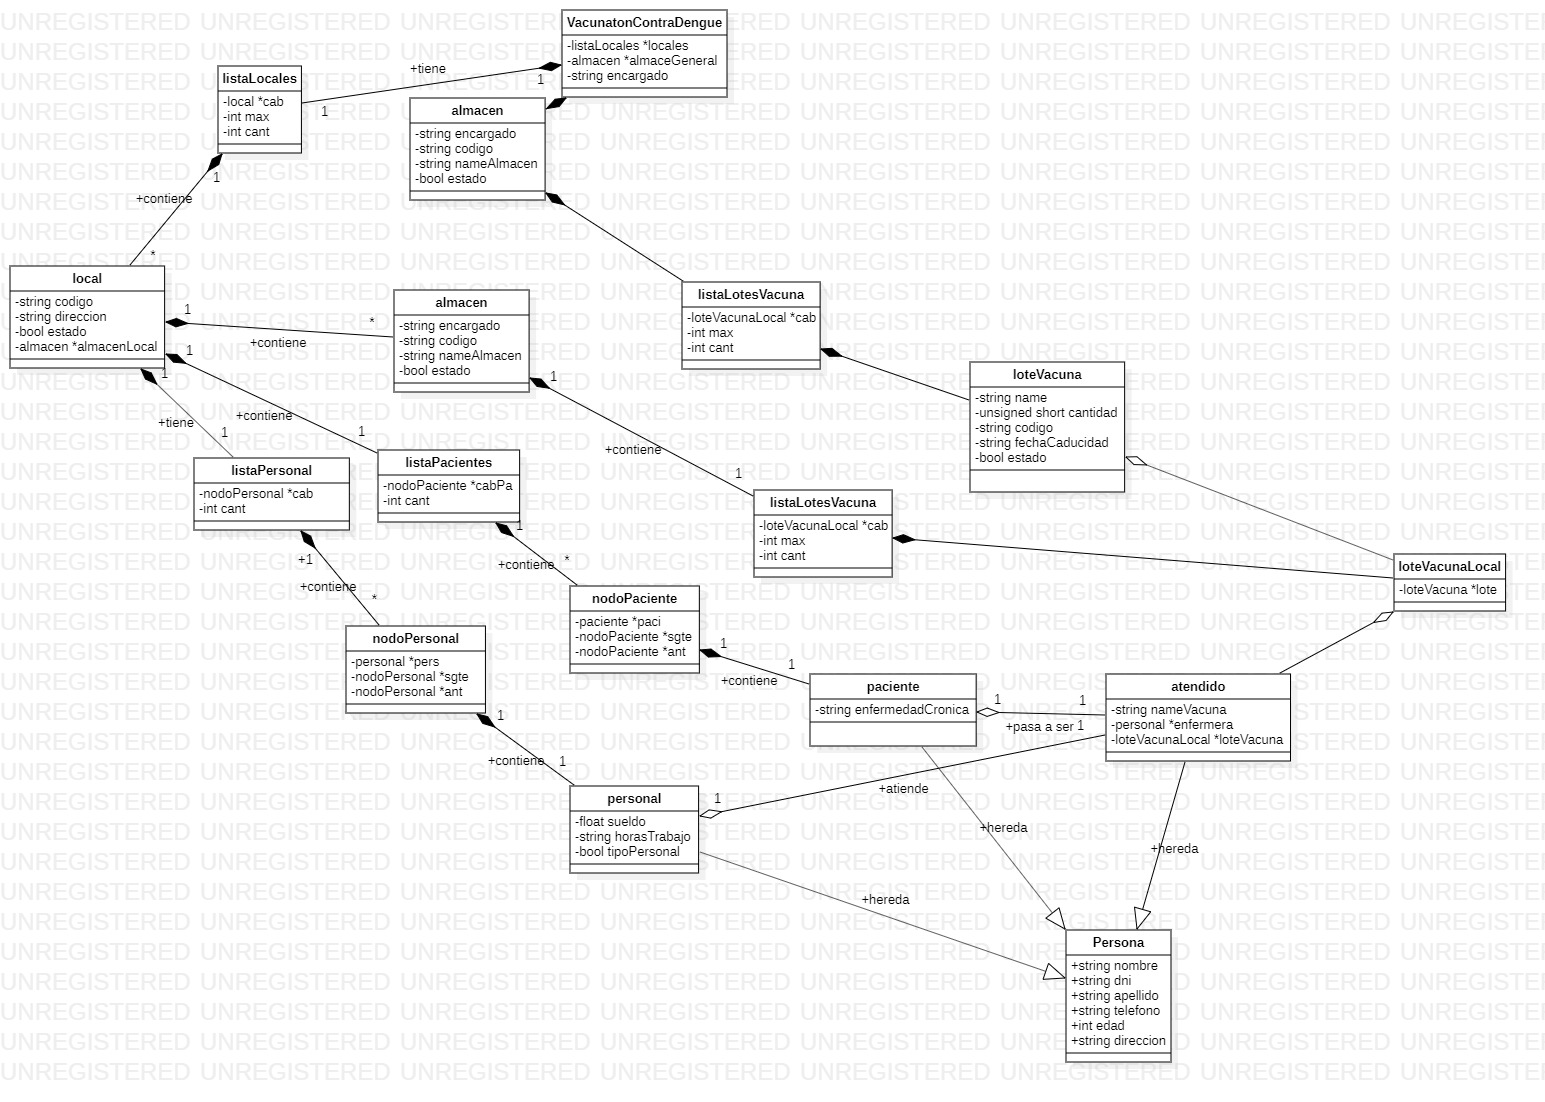 VacunatonContraDengue
-listaLocales *locales
-almacen *almaceGeneral
-string encargado
+tiene
1
1
listaLocales
-local *cab
-int max
-int cant
almacen
-string encargado
-string codigo
-string nameAlmacen
-bool estado
1
+contiene
*
local
-string codigo
-string direccion
-bool estado
-almacen *almacenLocal
1
*
+contiene
almacen
-string encargado
-string codigo
-string nameAlmacen
-bool estado
listaLotesVacuna
-loteVacunaLocal *cab
-int max
-int cant
loteVacuna
-string name
-unsigned short cantidad
-string codigo
-string fechaCaducidad
-bool estado
1
1
1
+contiene
+tiene
1
1
+contiene
1
listaPersonal
-nodoPersonal *cab
-int cant
listaPacientes
-nodoPaciente *cabPa
-int cant
listaLotesVacuna
-loteVacunaLocal *cab
-int max
-int cant
loteVacunaLocal
-loteVacuna *lote
1
+contiene
*
+1
+contiene
*
nodoPaciente
-paciente *paci
-nodoPaciente *sgte
-nodoPaciente *ant
nodoPersonal
-personal *pers
-nodoPersonal *sgte
-nodoPersonal *ant
1
+contiene
1
paciente
-string enfermedadCronica
1
1
+pasa a ser
1
atendido
-string nameVacuna
-personal *enfermera
-loteVacunaLocal *loteVacuna
1
+contiene
1
personal
-float sueldo
-string horasTrabajo
-bool tipoPersonal
1
+atiende
+hereda
+hereda
+hereda
Persona
+string nombre
+string dni
+string apellido
+string telefono
+int edad
+string direccion
UNREGISTERED UNREGISTERED UNREGISTERED UNREGISTERED UNREGISTERED UNREGISTERED UNREGISTERED